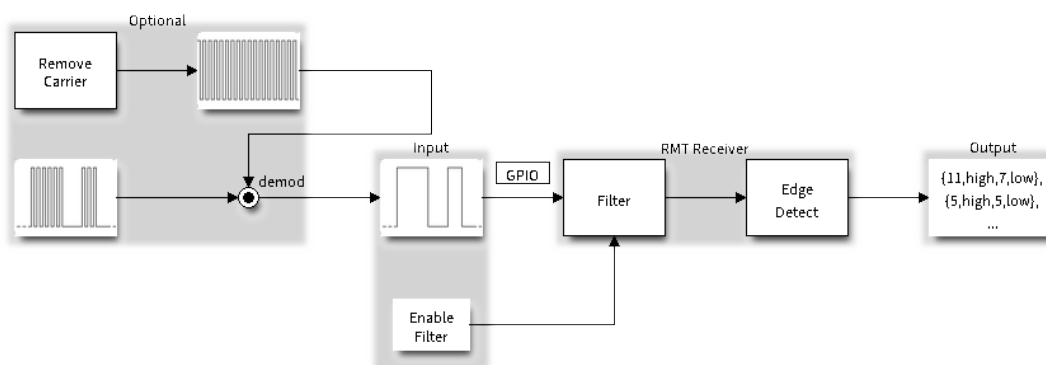 Optional
Remove
Carrier
demod
Input
GPIO
Enable
Filter
RMT Receiver
Filter
Edge
Detect
Output
{11,high,7,low},
{5,high,5,low},
...